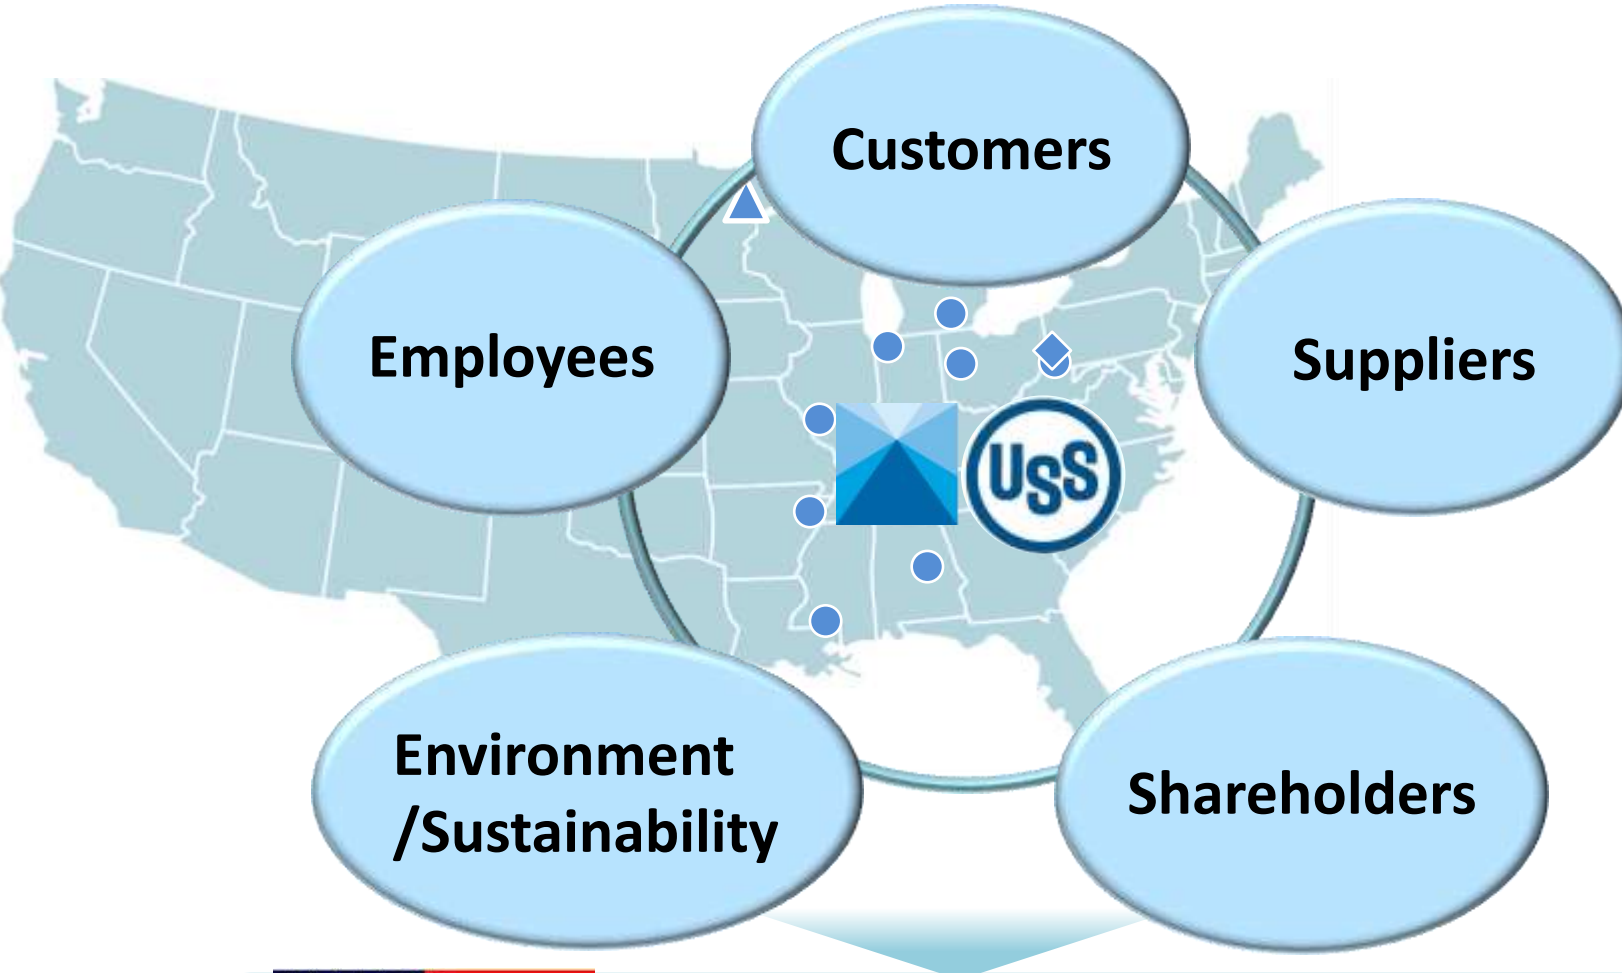 Customers
Employees
Suppliers
USS
Environment
/Sustainability
Shareholders